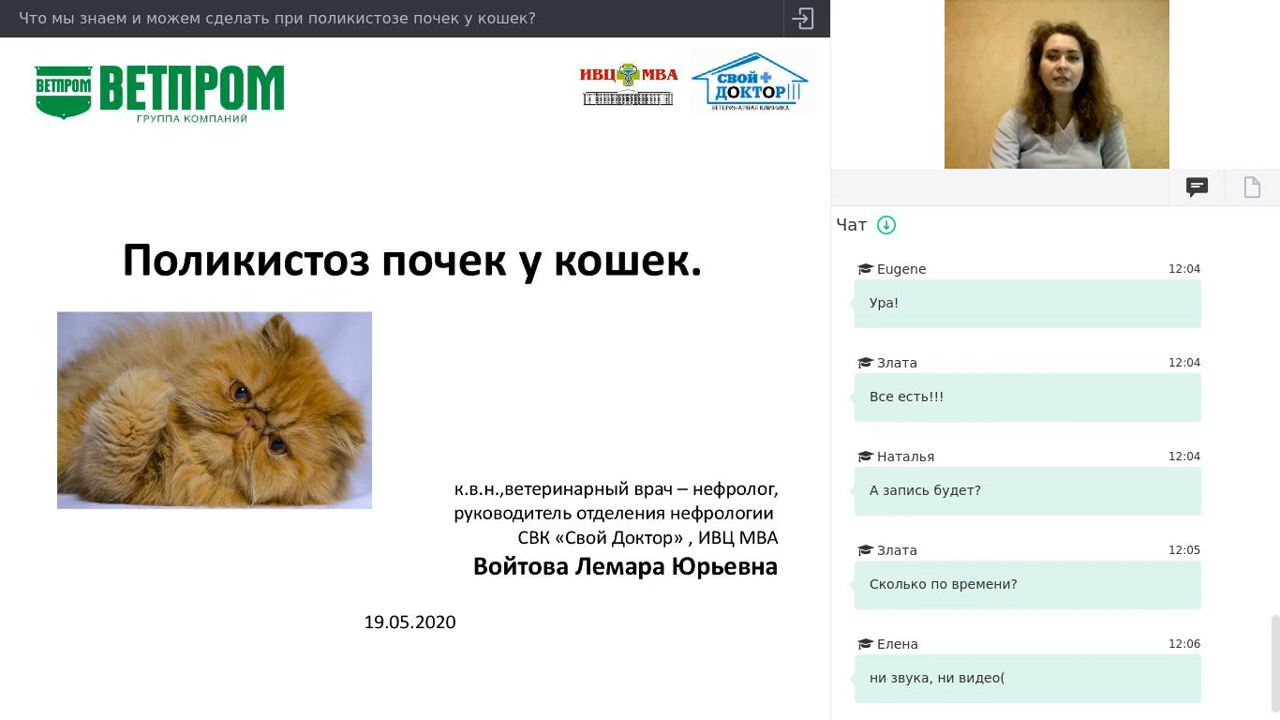 Что мы знаем и можем сделать при поликистозе почек у кошек?
ВЕТПРОМ
ВЕТПРОМ
ГРУППА КОМПАНИЙ
ИВЦ МВА
СВОЙ
ДОКТОР
ВЕТЕРИНАРНАЯ КЛИНИКА
Поликистоз почек у кошек.
к.в.н.,ветеринарный врач – нефролог,
руководитель отделения нефрологии
СВК «Свой Доктор» , ИВЦ МВА
Войтова Лемара Юрьевна
19.05.2020
Чат
Eugene 12:04
Ура!
Злата 12:04
Все есть!!!
Наталья 12:04
А запись будет?
Злата 12:05
Сколько по времени?
Елена 12:06
ни звука, ни видео(